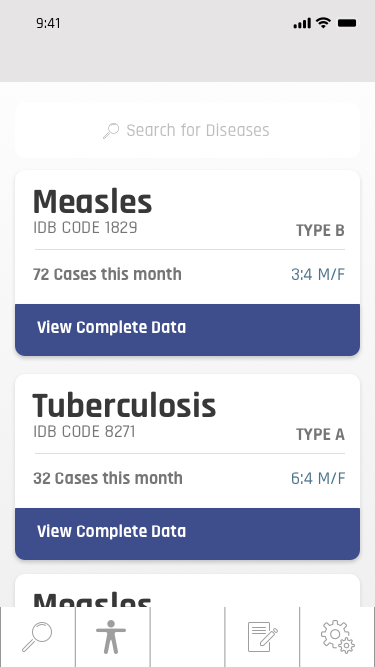 9:41
Search for Diseases
Measles
IDB CODE 1829
TYPE B
72 Cases this month
3:4 M/F
View Complete Data
Tuberculosis
IDB CODE 8271
TYPE A
32 Cases this month
6:4 M/F
View Complete Data
Measles